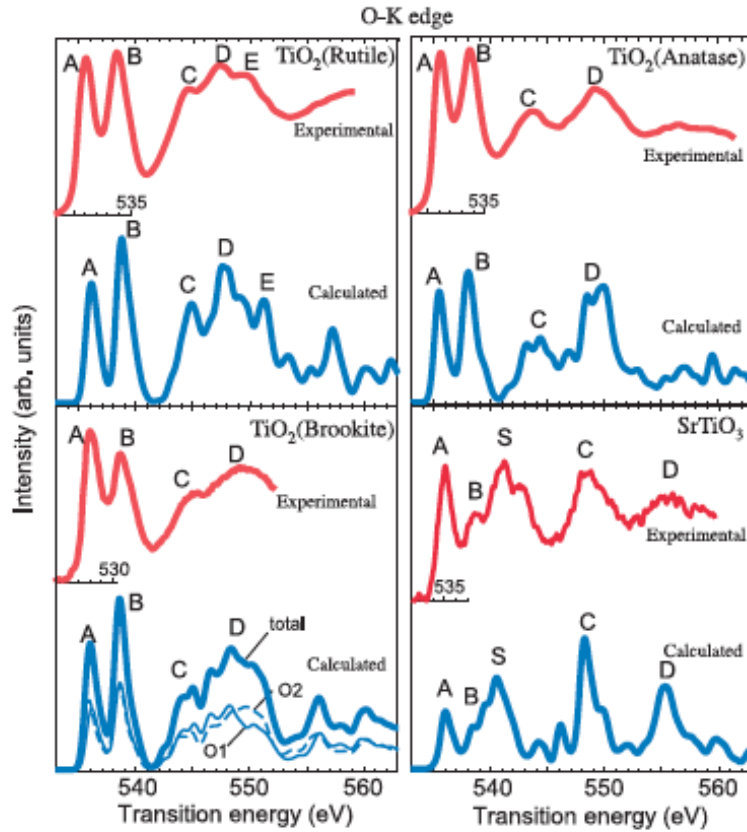 O-K edge
Intensity (arb. units)
TiO2(Rutile)
A
B
C
D
E
Experimental
535
A
B
C
D
E
Calculated
TiO2(Anatase)
A
B
C
D
Experimental
535
A
B
C
D
Calculated
TiO2(Brookite)
A
B
C
D
Experimental
530
A
B
C
D
total
Calculated
O2
O1
540 550 560
Transition energy (eV)
SrTiO3
A
B
S
C
D
Experimental
535
A
B
S
C
D
Calculated
540 550 560
Transition energy (eV)